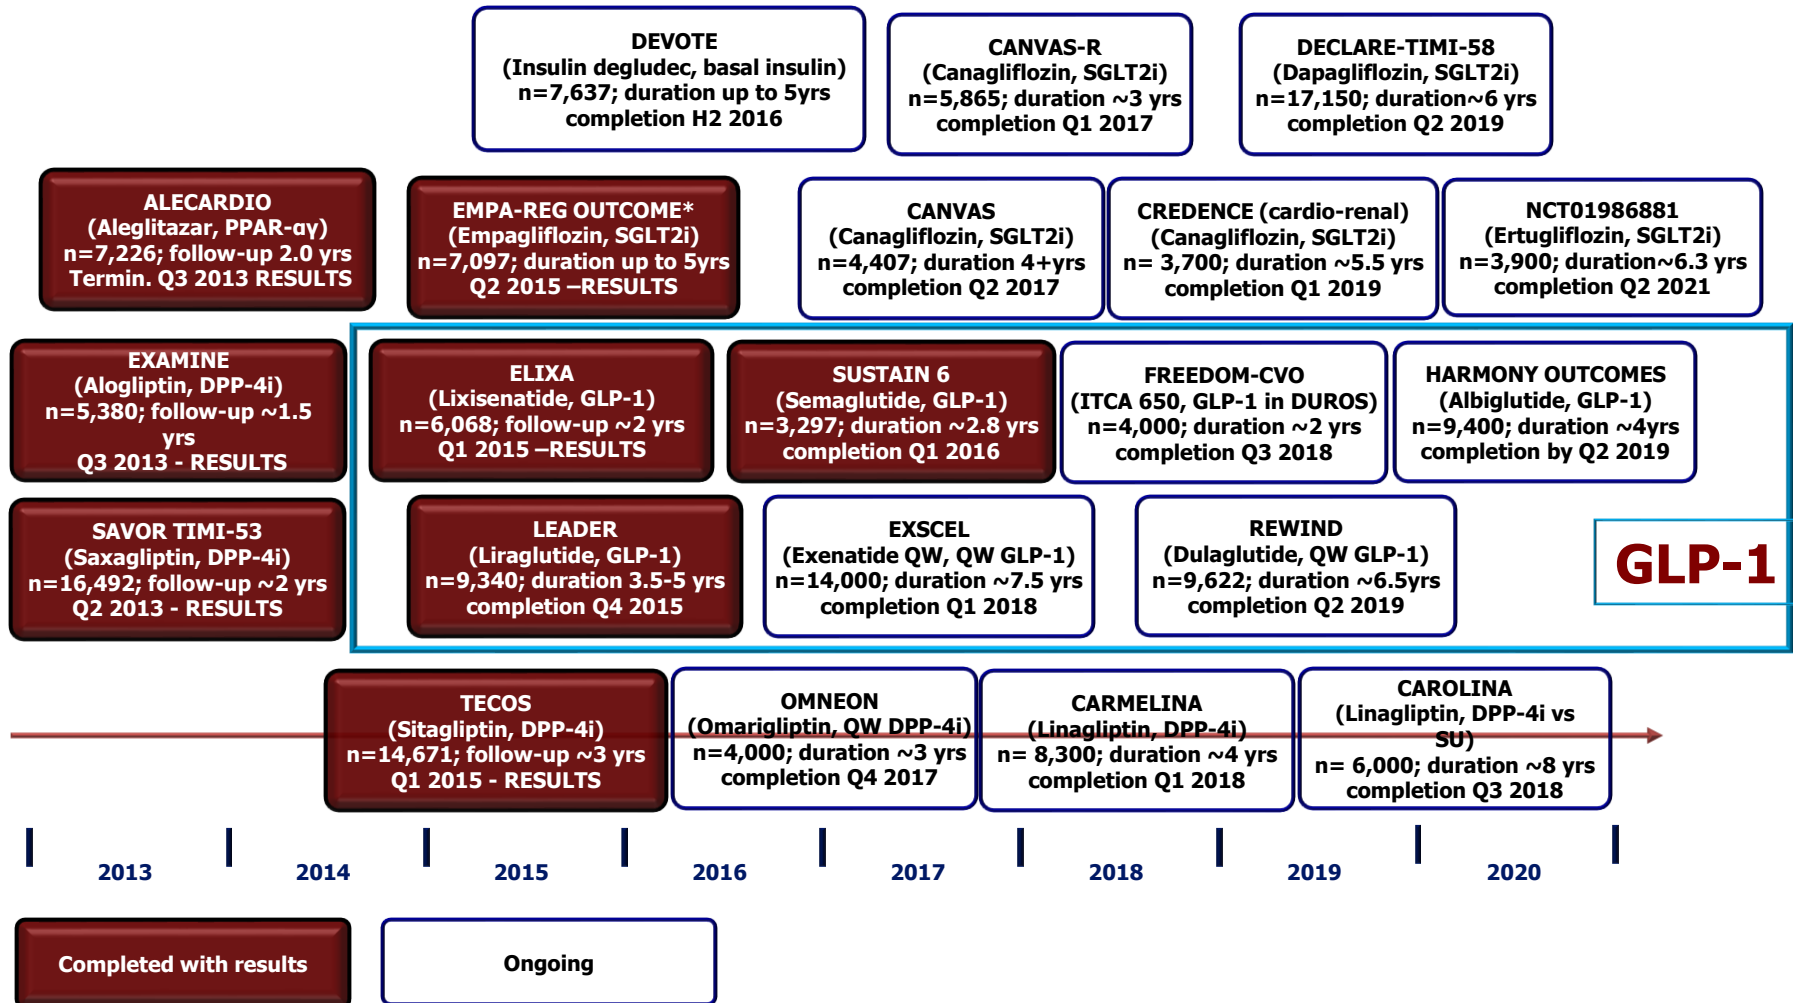 DEVOTE
(Insulin degludec, basal insulin)
n=7,637; duration up to 5yrs
completion H2 2016
CANVAS-R
(Canagliflozin, SGLT2i)
n=5,865; duration ~3 yrs
completion Q1 2017
DECLARE-TIMI-58
(Dapagliflozin, SGLT2i)
n=17,150; duration~6 yrs
completion Q2 2019
ALECARDIO
(Aleglitazar, PPAR-αγ)
n=7,226; follow-up 2.0 yrs
Termin. Q3 2013 RESULTS
EMPA-REG OUTCOME*
(Empagliflozin, SGLT2i)
n=7,097; duration up to 5yrs
Q2 2015 –RESULTS
CANVAS
(Canagliflozin, SGLT2i)
n=4,407; duration 4+yrs
completion Q2 2017
CREDENCE (cardio-renal)
(Canagliflozin, SGLT2i)
n= 3,700; duration ~5.5 yrs
completion Q1 2019
NCT01986881
(Ertugliflozin, SGLT2i)
n=3,900; duration~6.3 yrs
completion Q2 2021
EXAMINE
(Alogliptin, DPP-4i)
n=5,380; follow-up ~1.5
yrs
Q3 2013 - RESULTS
ELIXA
(Lixisenatide, GLP-1)
n=6,068; follow-up ~2 yrs
Q1 2015 –RESULTS
SUSTAIN 6
(Semaglutide, GLP-1)
n=3,297; duration ~2.8 yrs
completion Q1 2016
FREEDOM-CVO
(ITCA 650, GLP-1 in DUROS)
n=4,000; duration ~2 yrs
completion Q3 2018
HARMONY OUTCOMES
(Albiglutide, GLP-1)
n=9,400; duration ~4yrs
completion by Q2 2019
SAVOR TIMI-53
(Saxagliptin, DPP-4i)
n=16,492; follow-up ~2 yrs
Q2 2013 - RESULTS
LEADER
(Liraglutide, GLP-1)
n=9,340; duration 3.5-5 yrs
completion Q4 2015
EXSCEL
(Exenatide QW, QW GLP-1)
n=14,000; duration ~7.5 yrs
completion Q1 2018
REWIND
(Dulaglutide, QW GLP-1)
n=9,622; duration ~6.5yrs
completion Q2 2019
GLP-1
TECOS
(Sitagliptin, DPP-4i)
n=14,671; follow-up ~3 yrs
Q1 2015 - RESULTS
OMNEON
(Omarigliptin, QW DPP-4i)
n=4,000; duration ~3 yrs
completion Q4 2017
CARMELINA
(Linagliptin, DPP-4i)
n= 8,300; duration ~4 yrs
completion Q1 2018
CAROLINA
(Linagliptin, DPP-4i vs
SU)
n= 6,000; duration ~8 yrs
completion Q3 2018
2013
2014
2015
2016
2017
2018
2019
2020
Completed with results
Ongoing